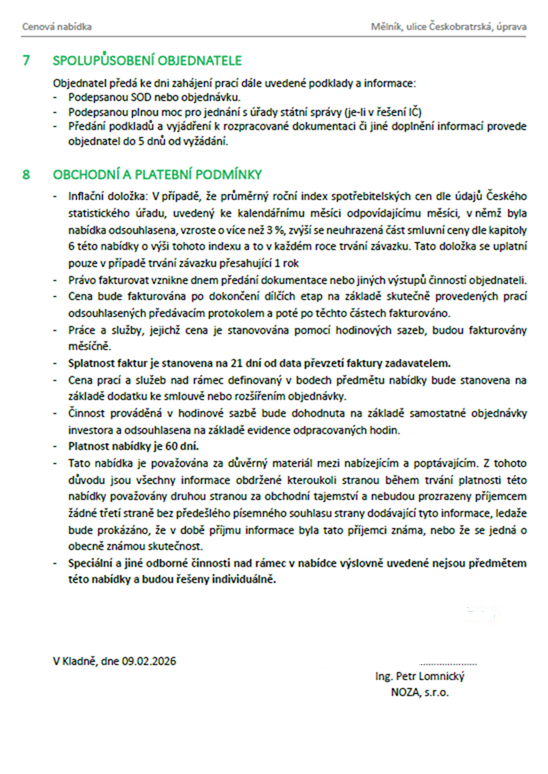 Cenová nabídka
Mělník, ulice Českobratrská, úprava
7 SPOLUPŮSOBENÍ OBJEDNATELE
Objednatel předá ke dni zahájení prací dále uvedené podklady a informace:
- Podepsanou SOD nebo objednávku.
- Podepsanou plnou moc pro jednání s úřady státní správy (je-li v řešení IČ)
- Předání podkladů a vyjádření k rozpracované dokumentaci či jiné doplnění informací provede
objednatel do 5 dnů od vyžádání.
8 OBCHODNÍ A PLATEBNÍ PODMÍNKY
- Inflační doložka: V případě, že průměrný roční index spotřebitelských cen dle údajů Českého
statistického úřadu, uvedený ke kalendářnímu měsíci odpovídajícímu měsíci, v němž byla
nabídka odsouhlasena, vzroste o více než 3 %, zvýší se neuhrazená část smluvní ceny dle kapitoly
6 této nabídky o výši tohoto indexu a to v každém roce trvání závazku. Tato doložka se uplatní
pouze v případě trvání závazku přesahující 1 rok
- Právo fakturovat vznikne dnem předání dokumentace nebo jiných výstupů činností objednateli.
- Cena bude fakturována po dokončení dílčích etap na základě skutečně provedených prací
odsouhlasených předávacím protokolem a poté po těchto částech fakturováno.
- Práce a služby, jejichž cena je stanovována pomocí hodinových sazeb, budou fakturovány
měsíčně.
- Splatnost faktur je stanovena na 21 dní od data převzetí faktury zadavatelem.
- Cena prací a služeb nad rámec definovaný v bodech předmětu nabídky bude stanovena na
základě dodatku ke smlouvě nebo rozšířením objednávky.
- Činnost prováděná v hodinové sazbě bude dohodnuta na základě samostatné objednávky
investora a odsouhlasena na základě evidence odpracovaných hodin.
- Platnost nabídky je 60 dní.
- Tato nabídka je považována za důvěrný materiál mezi nabízejícím a poptávajícím. Z tohoto
důvodu jsou všechny informace obdržené kteroukoli stranou během trvání platnosti této
nabídky považovány druhou stranou za obchodní tajemství a nebudou prozrazeny příjemcem
žádné třetí straně bez předešlého písemného souhlasu strany dodávající tyto informace, ledaže
bude prokázáno, že v době příjmu informace byla tato příjemci známa, nebo že se jedná o
obecně známou skutečnost.
- Speciální a jiné odborné činnosti nad rámec v nabídce výslovně uvedené nejsou předmětem
této nabídky a budou řešeny individuálně.
V Kladně, dne 09.02.2026
.....................
Ing. Petr Lomnický
NOZA, s.r.o.